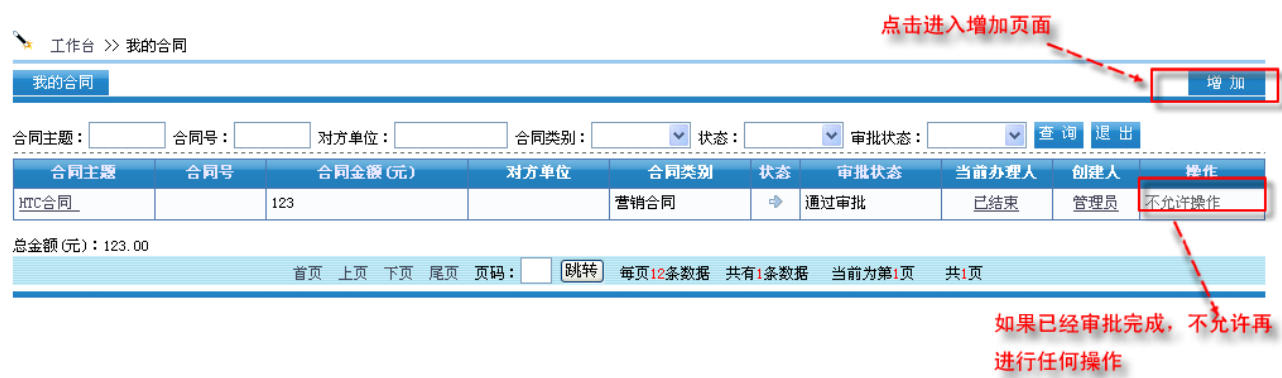 点击进入增加页面
工作台 >> 我的合同
我的合同 增 加
合同主题： 合同号： 对方单位： 合同类别： 状态： 审批状态： 查 询 退 出
合同主题 合同号 合同金额(元) 对方单位 合同类别 状态 审批状态 当前办理人 创建人 操作
HTC合同 123 营销合同 通过审批 已结束 管理员 不允许操作
总金额(元)：123.00
首页 上页 下页 尾页 页码： 跳转 每页12条数据 共有1条数据 当前为第1页 共1页
如果已经审批完成，不允许再
进行任何操作